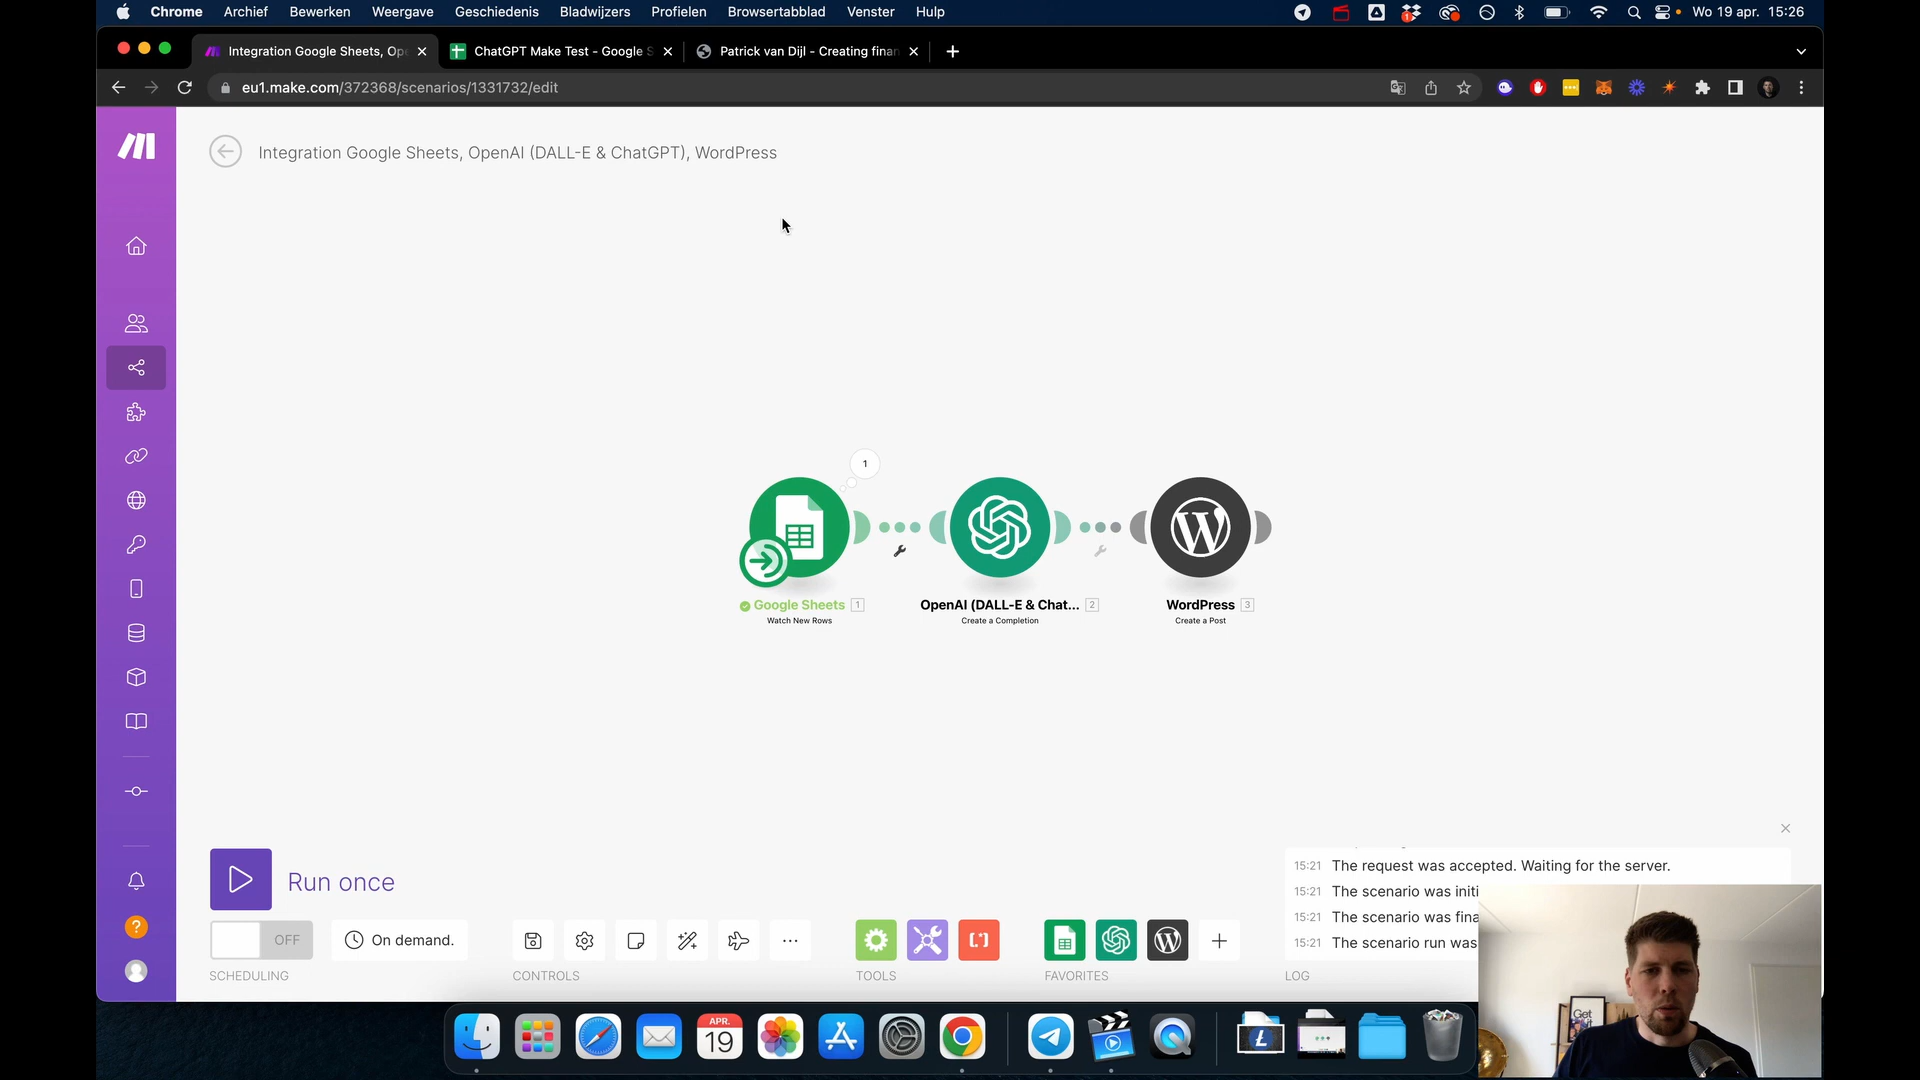 Chrome Archief Bewerken Weergave Geschiedenis Bladwijzers Profielen Browsertabblad Venster Hulp
1
Wo 19 apr. 15:26
Integration Google Sheets, Op
ChatGPT Make Test - Google S
Patrick van Dijl - Creating finan
eu1.make.com/372368/scenarios/1331732/edit
Integration Google Sheets, OpenAI (DALL-E & ChatGPT), WordPress
1
Google Sheets 1
Watch New Rows
OpenAI (DALL-E & Chat... 2
Create a Completion
WordPress 3
Create a Post
Run once
OFF
On demand.
SCHEDULING
CONTROLS
TOOLS
FAVORITES
15:21 The request was accepted. Waiting for the server.
15:21 The scenario was initi
15:21 The scenario was fina
15:21 The scenario run was
LOG
APR.
19
Get